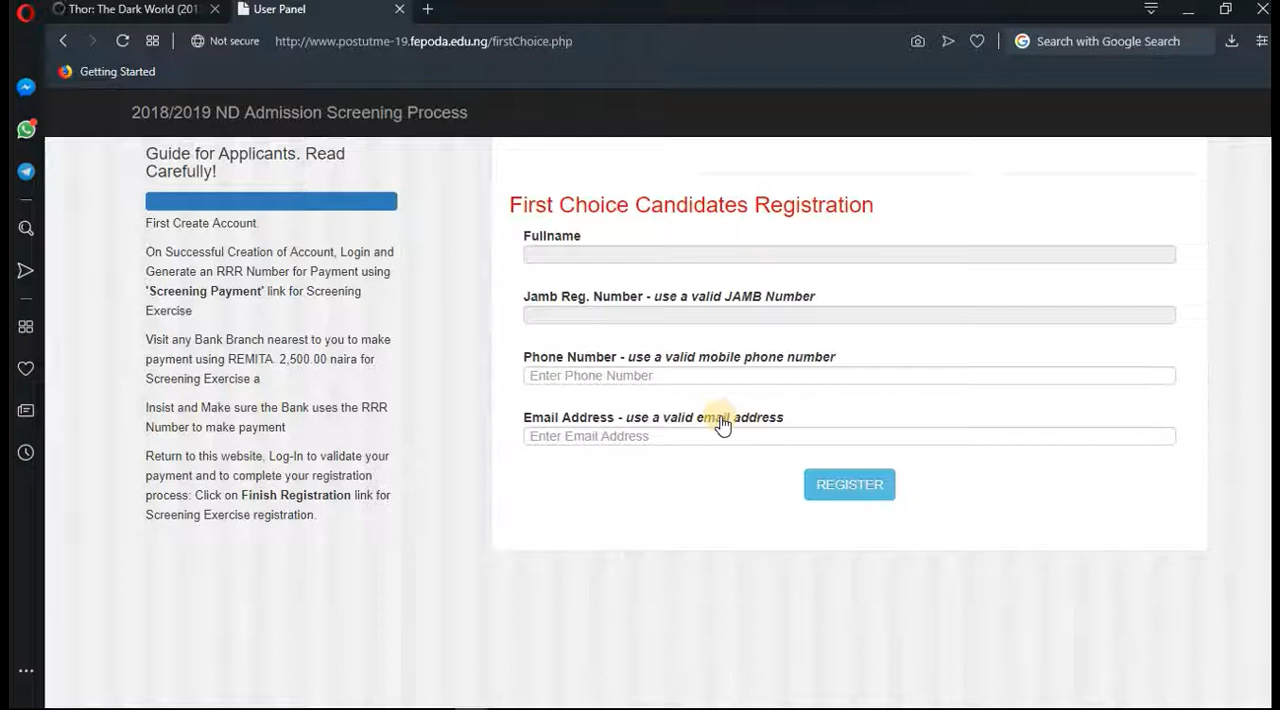 Thor: The Dark World (201
User Panel
Not secure
http://www.postutme-19.fepoda.edu.ng/firstChoice.php
Search with Google Search
Getting Started
2018/2019 ND Admission Screening Process
Guide for Applicants. Read
Carefully!
First Create Account.
On Successful Creation of Account, Login and
Generate an RRR Number for Payment using
'Screening Payment' link for Screening
Exercise
Visit any Bank Branch nearest to you to make
payment using REMITA. 2,500.00 naira for
Screening Exercise a
Insist and Make sure the Bank uses the RRR
Number to make payment
Return to this website, Log-In to validate your
payment and to complete your registration
process: Click on Finish Registration link for
Screening Exercise registration.
First Choice Candidates Registration
Fullname
Jamb Reg. Number - use a valid JAMB Number
Phone Number - use a valid mobile phone number
Enter Phone Number
Email Address - use a valid email address
Enter Email Address
REGISTER